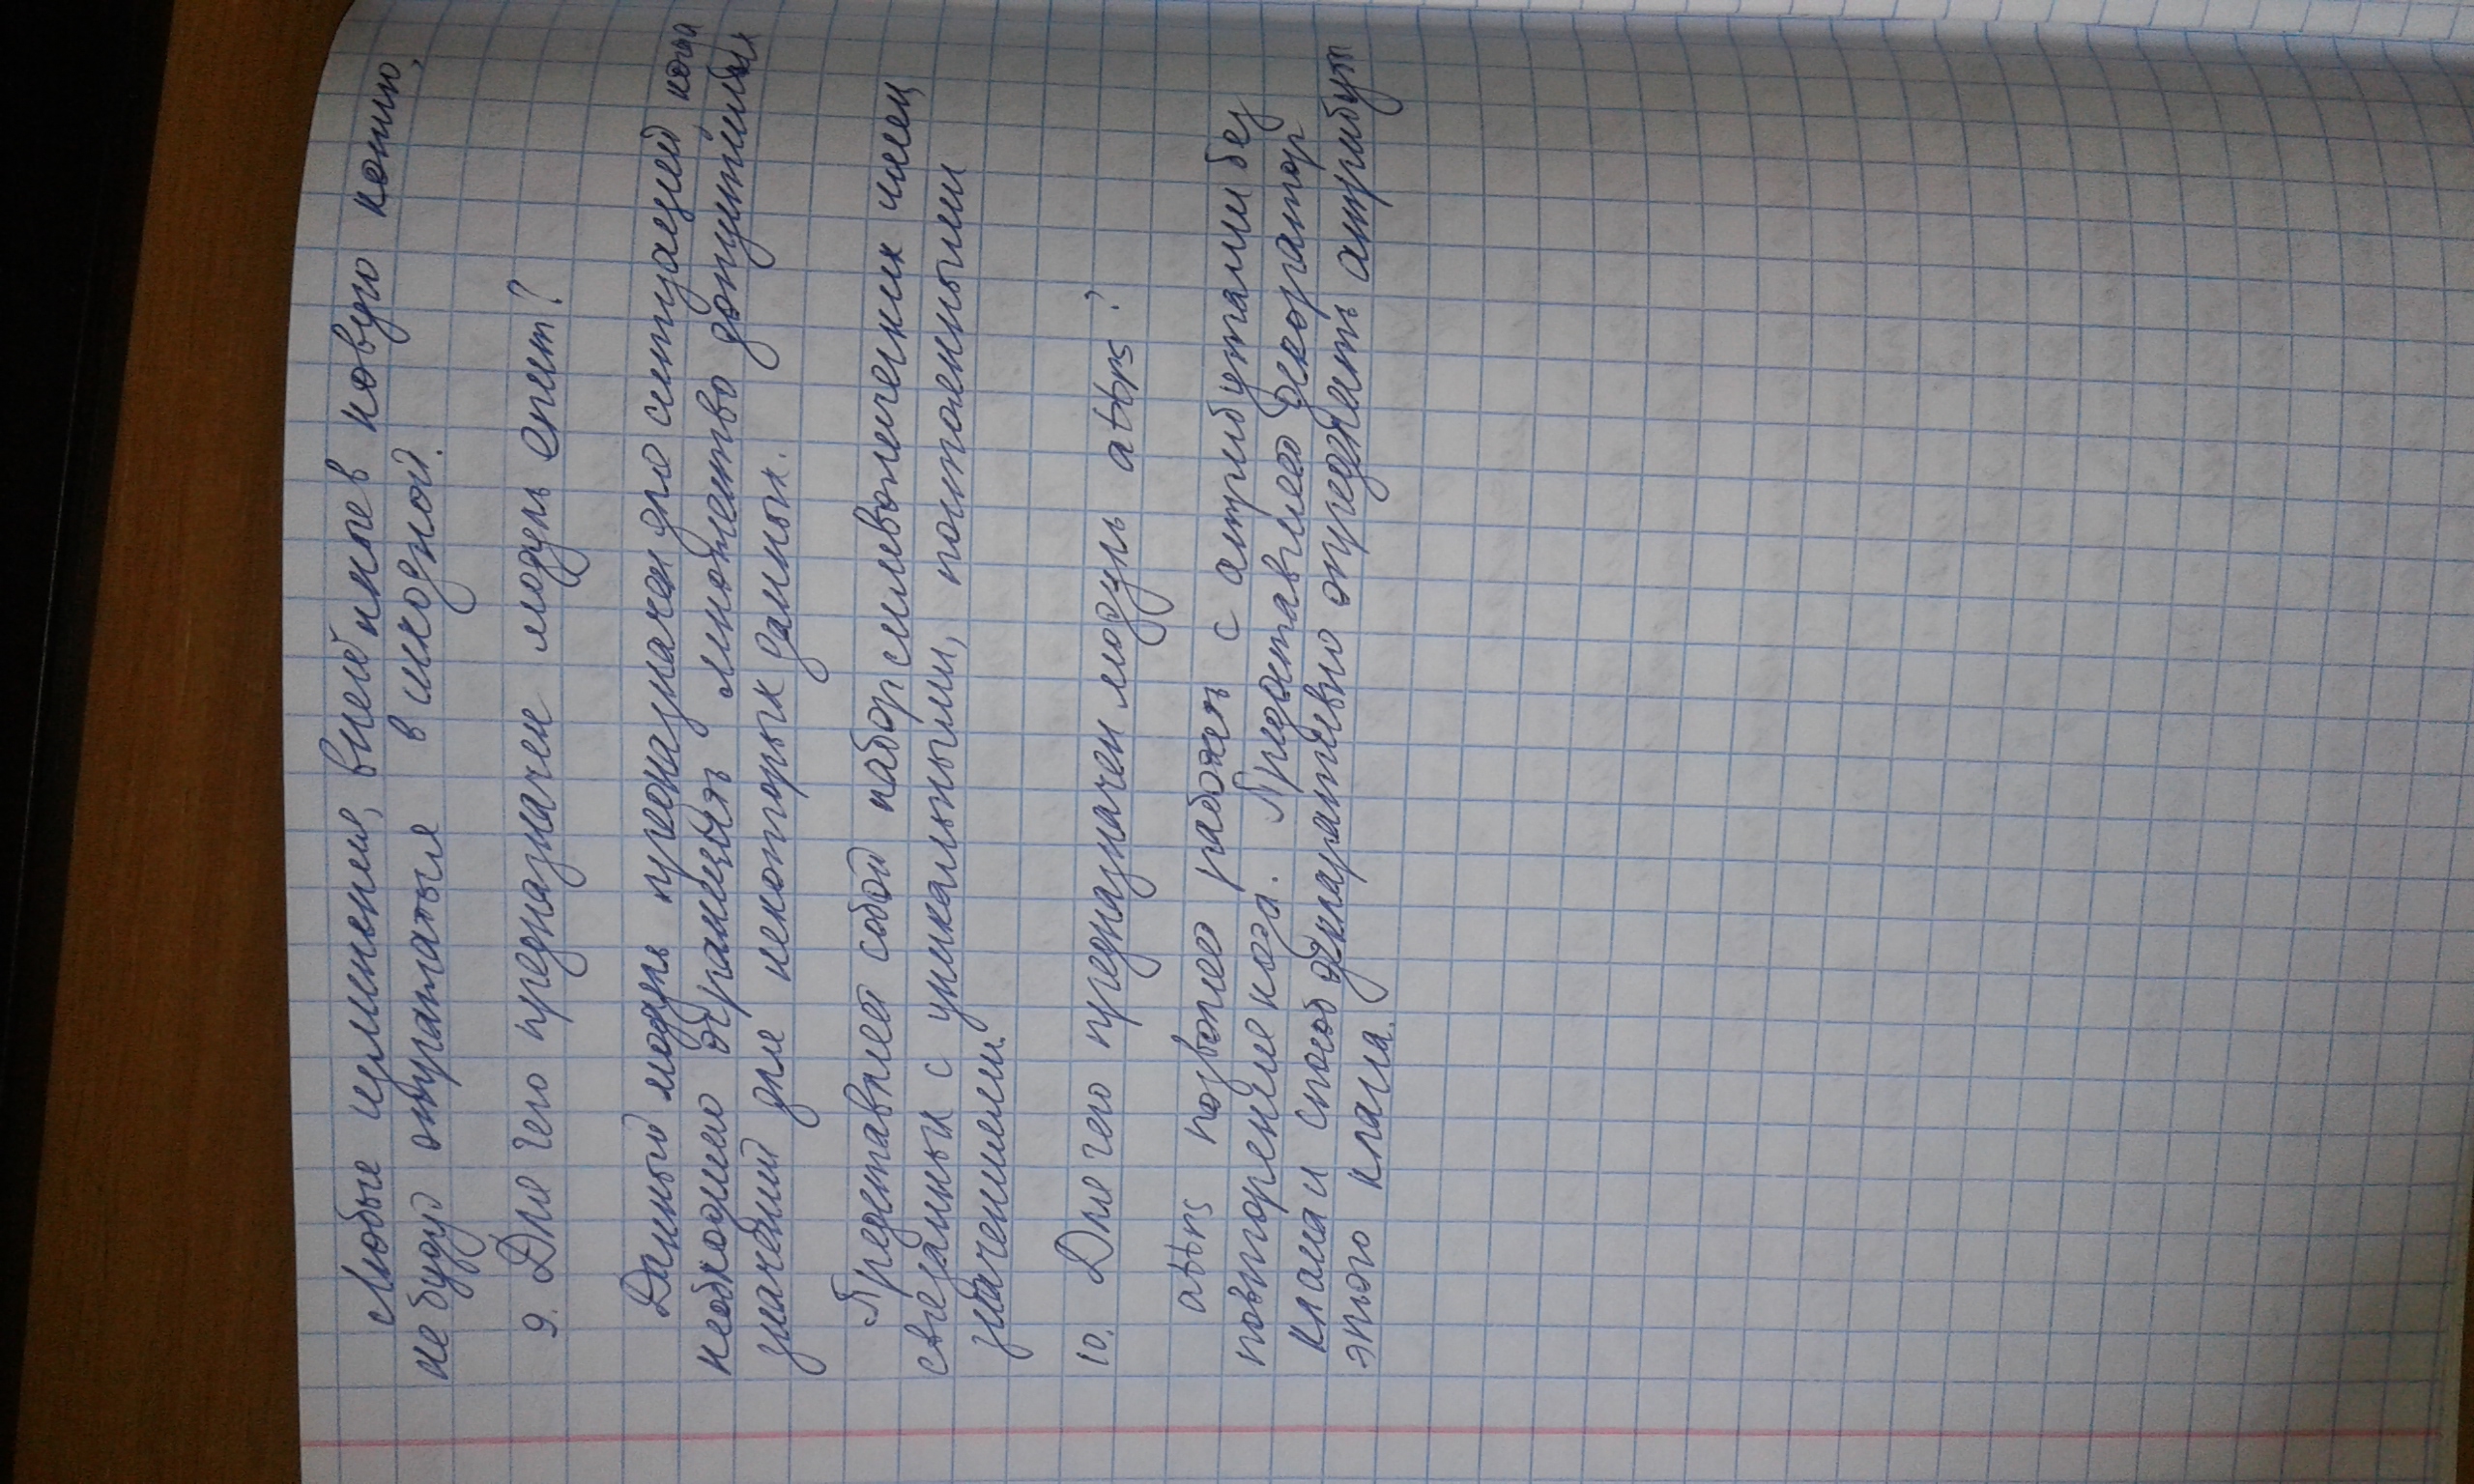 Любые изменения, внесённые в новую копию,
не будут отражаться в исходной.
9. Для чего предназначен модуль enum?
Данный модуль предназначен для ситуаций, когда
необходимо ограничить множество допустимых
значений для некоторых данных.
Представляет собой набор символических имен,
связанных с уникальными, постоянными
значениями.
10. Для чего предназначен модуль attrs?
attrs позволяет работать с атрибутами без
повторения кода. Предоставляет декоратор
класса и способ декларативно определить атрибуты
этого класса.